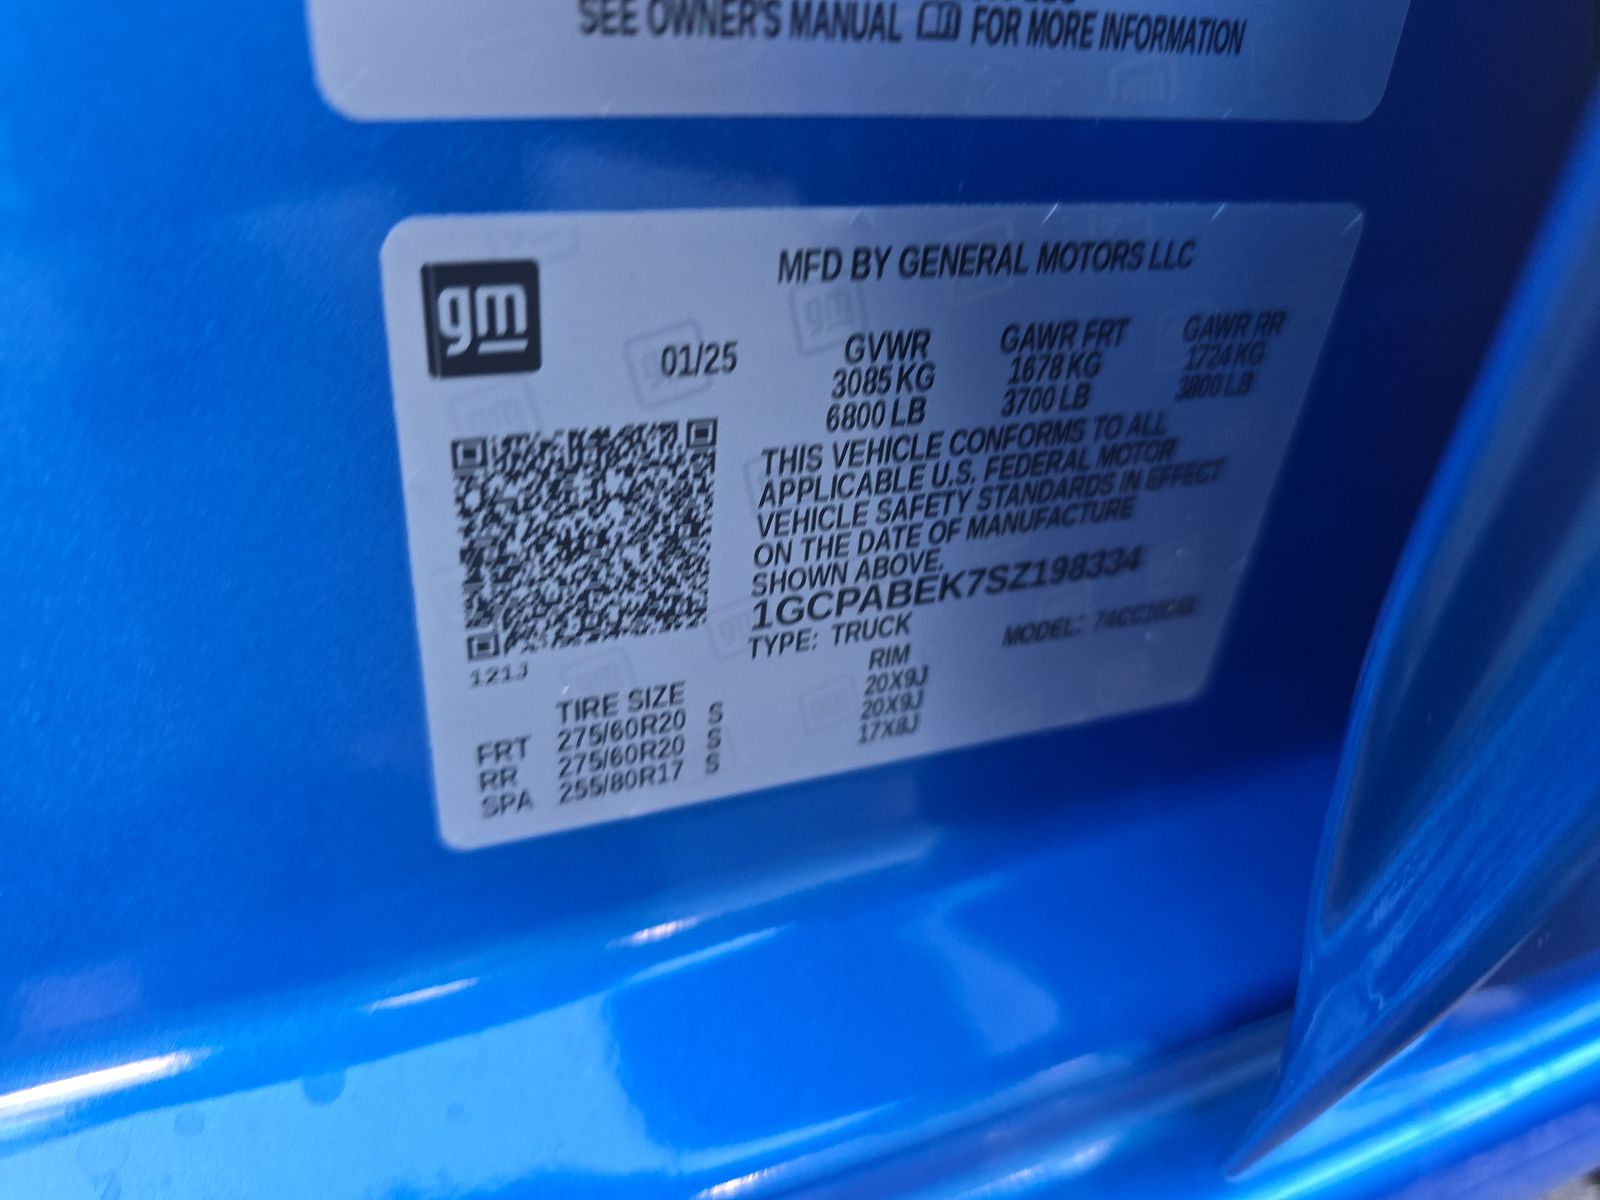 SEE OWNER'S MANUAL FOR MORE INFORMATION
gm
MFD BY GENERAL MOTORS LLC
01/25
GVWR GAWR FRT GAWR RR
3085 KG 1678 KG 1724 KG
6800 LB 3700 LB 3800 LB
THIS VEHICLE CONFORMS TO ALL
APPLICABLE U.S. FEDERAL MOTOR
VEHICLE SAFETY STANDARDS IN EFFECT
ON THE DATE OF MANUFACTURE
SHOWN ABOVE.
1GCPABEK7SZ198334
TYPE: TRUCK MODEL:
121J
TIRE SIZE RIM
FRT 275/60R20 S 20X9J
RR 275/60R20 S 20X9J
SPA 255/80R17 S 17X8J